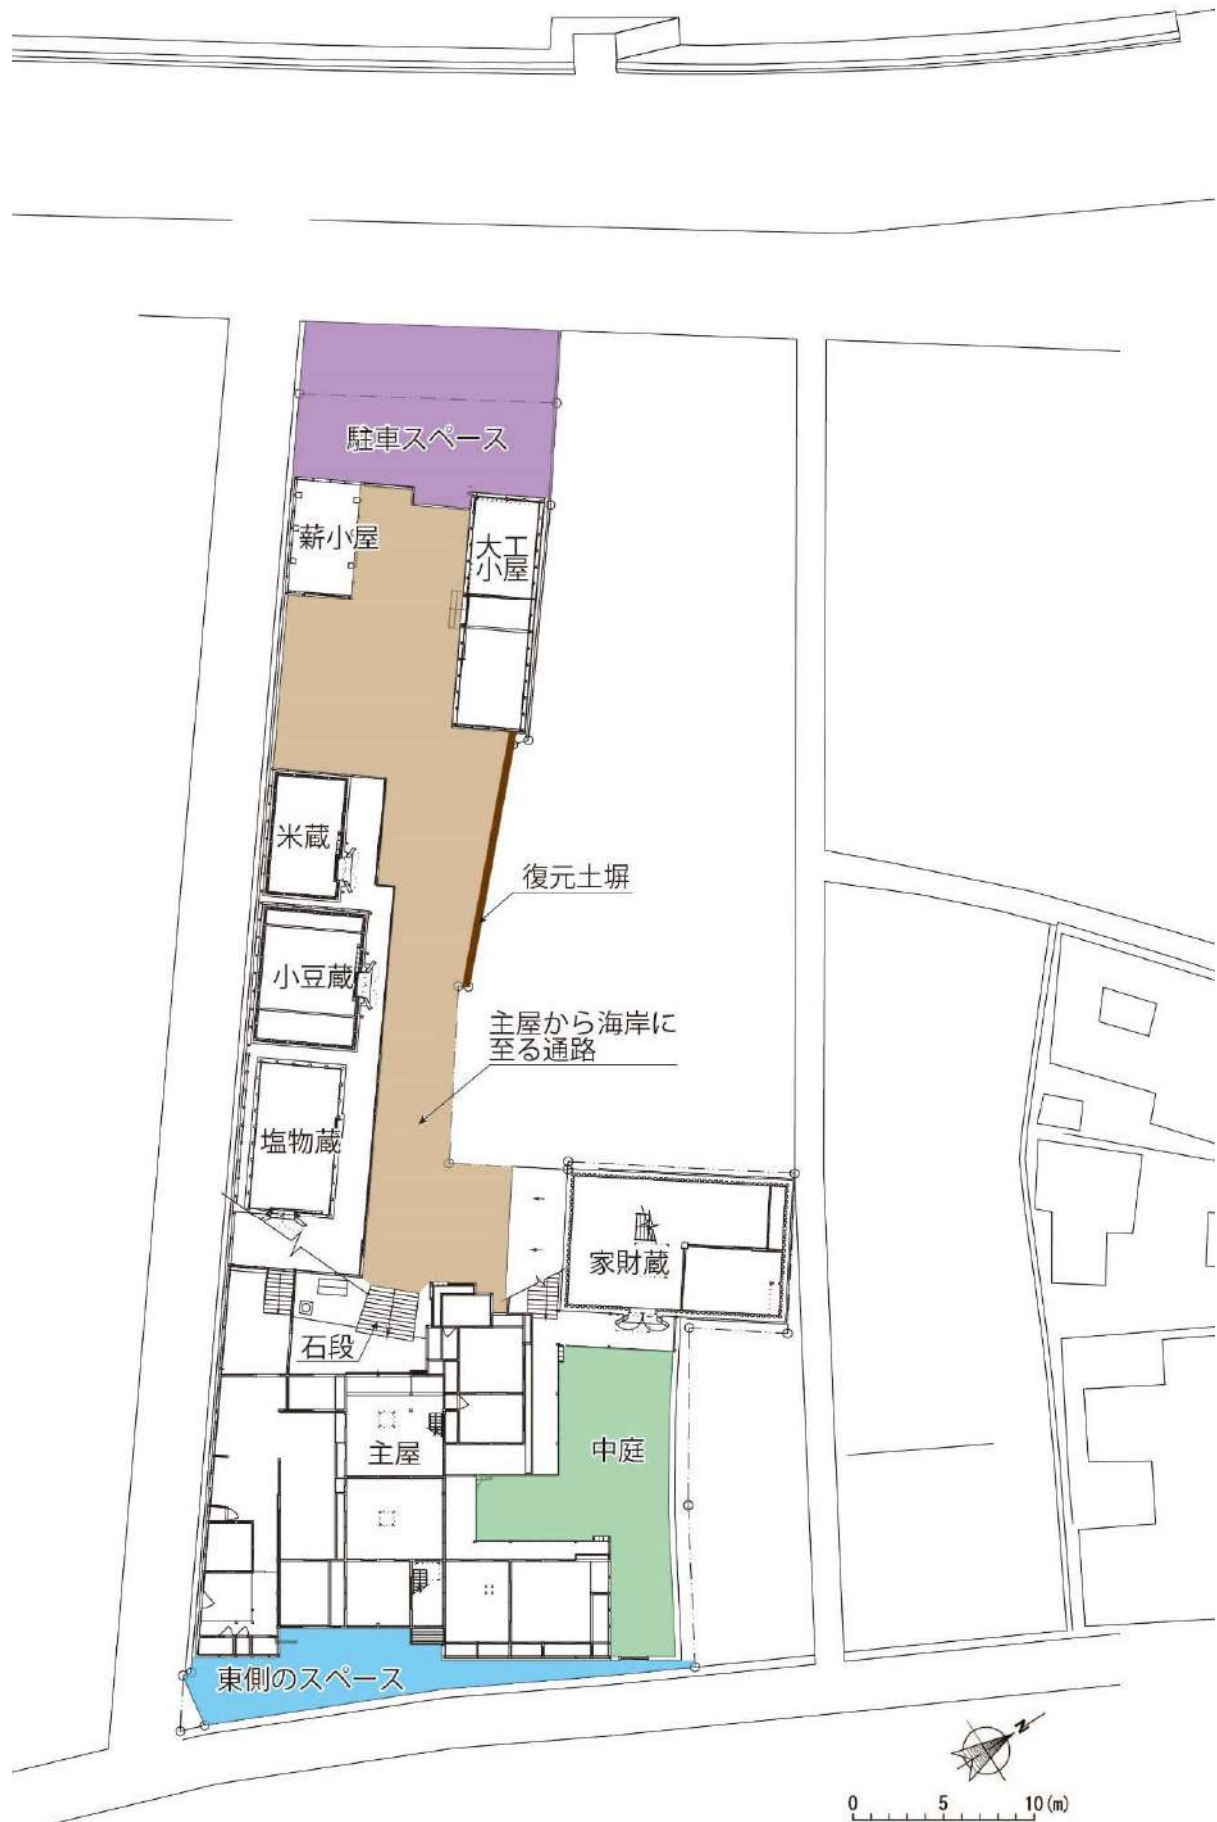 駐車スペース
薪小屋
大工
小屋
米蔵
復元土塀
小豆蔵
主屋から海岸に
至る通路
塩物蔵
家財蔵
石段
主屋
中庭
東側のスペース
N
0 5 10(m)